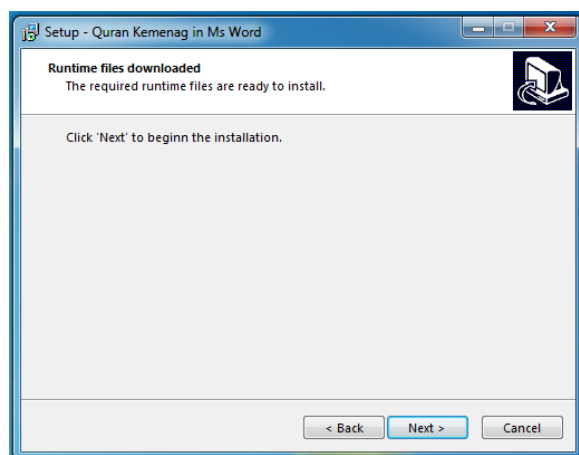 Setup - Quran Kemenag in Ms Word
Runtime files downloaded
The required runtime files are ready to install.
Click 'Next' to beginn the installation.
< Back Next > Cancel